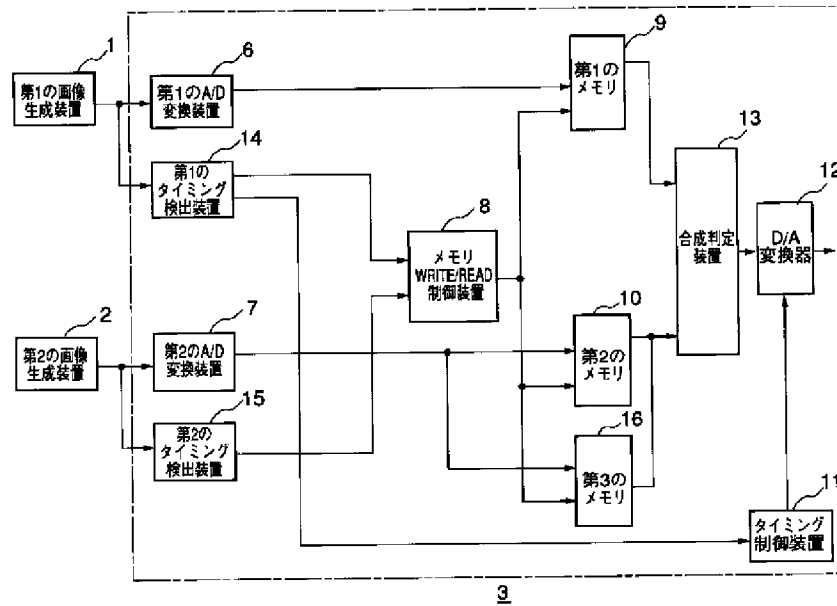 1
第1の画像
生成装置
6
第1のA/D
変換装置
9
第1の
メモリ
14
第1の
タイミング
検出装置
13
合成判定
装置
12
D/A
変換器
8
メモリ
WRITE/READ
制御装置
2
第2の画像
生成装置
7
第2のA/D
変換装置
10
第2の
メモリ
15
第2の
タイミング
検出装置
16
第3の
メモリ
11
タイミング
制御装置
3